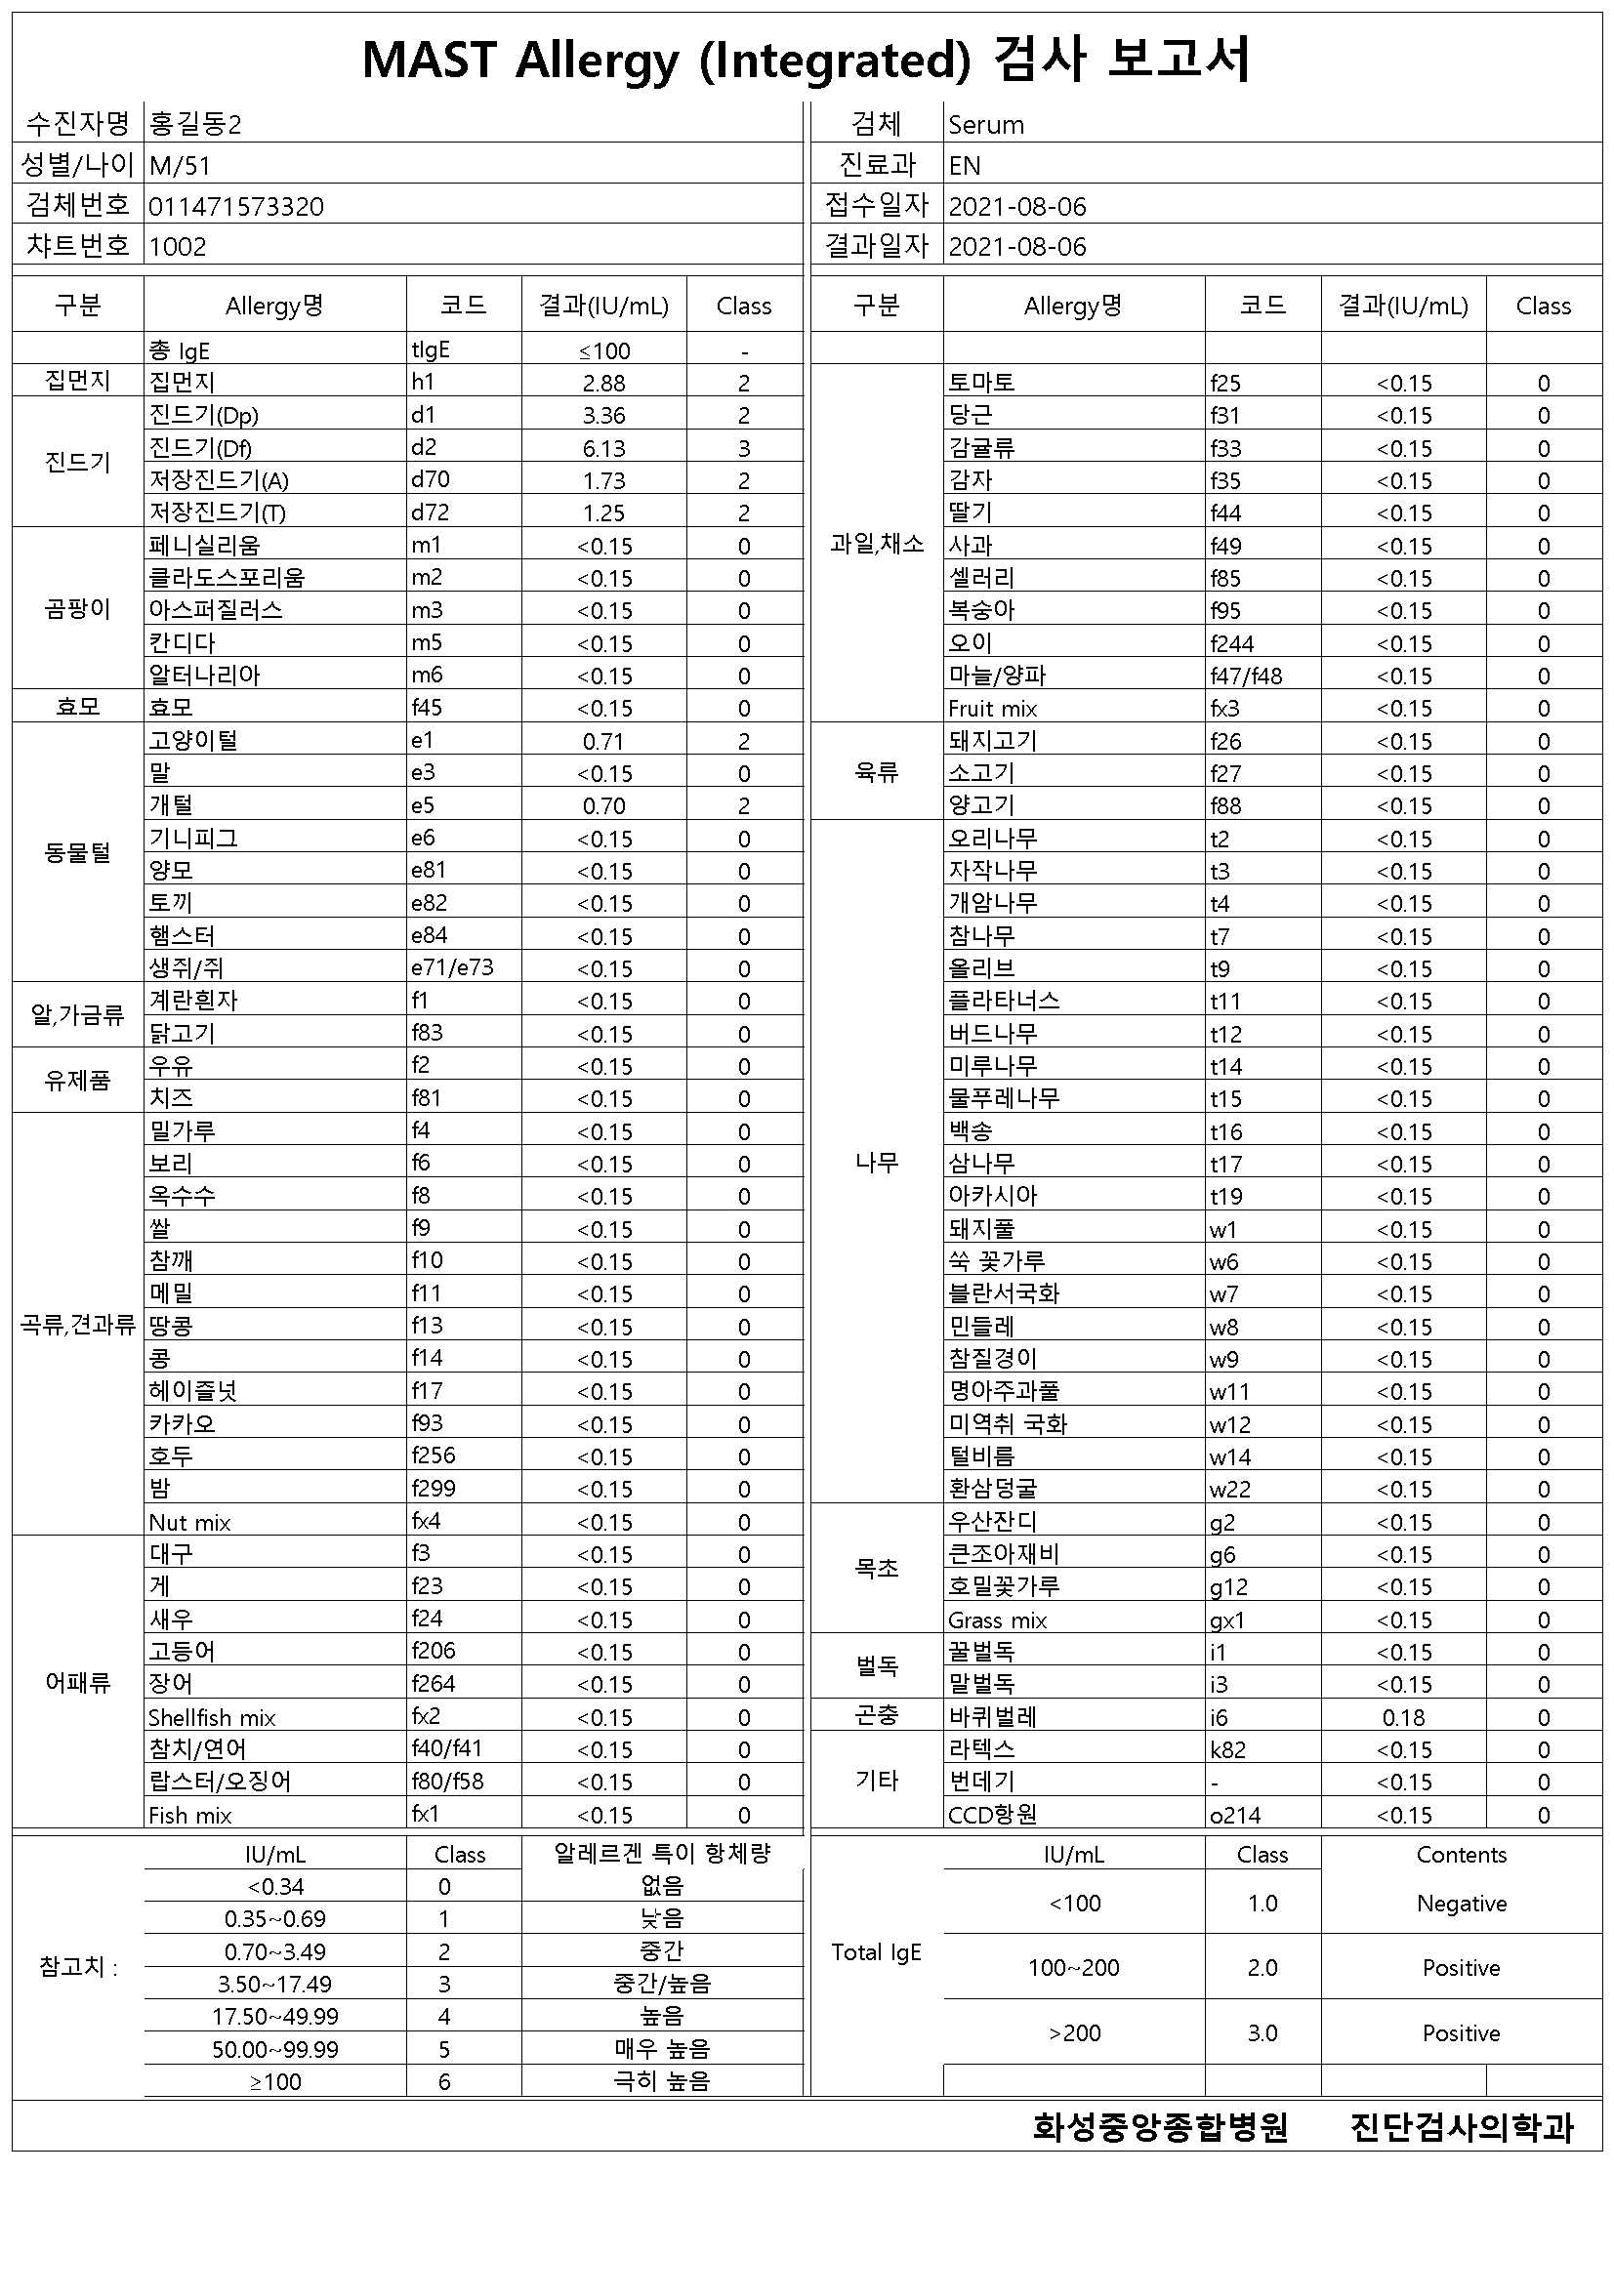 MAST Allergy (Integrated) 검사 보고서
수진자명 홍길동2 검체 Serum
성별/나이 M/51 진료과 EN
검체번호 011471573320 접수일자 2021-08-06
챠트번호 1002 결과일자 2021-08-06
구분 Allergy명 코드 결과(IU/mL) Class
총 IgE tIgE ≤100 -
집먼지 집먼지 h1 2.88 2
진드기 진드기(Dp) d1 3.36 2
진드기(Df) d2 6.13 3
저장진드기(A) d70 1.73 2
저장진드기(T) d72 1.25 2
곰팡이 페니실리움 m1 <0.15 0
클라도스포리움 m2 <0.15 0
아스퍼질러스 m3 <0.15 0
칸디다 m5 <0.15 0
알터나리아 m6 <0.15 0
효모 효모 f45 <0.15 0
동물털 고양이털 e1 0.71 2
말 e3 <0.15 0
개털 e5 0.70 2
기니피그 e6 <0.15 0
양모 e81 <0.15 0
토끼 e82 <0.15 0
햄스터 e84 <0.15 0
생쥐/쥐 e71/e73 <0.15 0
알,가금류 계란흰자 f1 <0.15 0
닭고기 f83 <0.15 0
유제품 우유 f2 <0.15 0
치즈 f81 <0.15 0
곡류,견과류 밀가루 f4 <0.15 0
보리 f6 <0.15 0
옥수수 f8 <0.15 0
쌀 f9 <0.15 0
참깨 f10 <0.15 0
메밀 f11 <0.15 0
땅콩 f13 <0.15 0
콩 f14 <0.15 0
헤이즐넛 f17 <0.15 0
카카오 f93 <0.15 0
호두 f256 <0.15 0
밤 f299 <0.15 0
Nut mix fx4 <0.15 0
어패류 대구 f3 <0.15 0
게 f23 <0.15 0
새우 f24 <0.15 0
고등어 f206 <0.15 0
장어 f264 <0.15 0
Shellfish mix fx2 <0.15 0
참치/연어 f40/f41 <0.15 0
랍스터/오징어 f80/f58 <0.15 0
Fish mix fx1 <0.15 0
구분 Allergy명 코드 결과(IU/mL) Class
과일,채소 토마토 f25 <0.15 0
당근 f31 <0.15 0
감귤류 f33 <0.15 0
감자 f35 <0.15 0
딸기 f44 <0.15 0
사과 f49 <0.15 0
셀러리 f85 <0.15 0
복숭아 f95 <0.15 0
오이 f244 <0.15 0
마늘/양파 f47/f48 <0.15 0
Fruit mix fx3 <0.15 0
육류 돼지고기 f26 <0.15 0
소고기 f27 <0.15 0
양고기 f88 <0.15 0
나무 오리나무 t2 <0.15 0
자작나무 t3 <0.15 0
개암나무 t4 <0.15 0
참나무 t7 <0.15 0
올리브 t9 <0.15 0
플라타너스 t11 <0.15 0
버드나무 t12 <0.15 0
미루나무 t14 <0.15 0
물푸레나무 t15 <0.15 0
백송 t16 <0.15 0
삼나무 t17 <0.15 0
아카시아 t19 <0.15 0
돼지풀 w1 <0.15 0
쑥 꽃가루 w6 <0.15 0
블란서국화 w7 <0.15 0
민들레 w8 <0.15 0
참질경이 w9 <0.15 0
명아주과풀 w11 <0.15 0
미역취 국화 w12 <0.15 0
털비름 w14 <0.15 0
환삼덩굴 w22 <0.15 0
목초 우산잔디 g2 <0.15 0
큰조아재비 g6 <0.15 0
호밀꽃가루 g12 <0.15 0
Grass mix gx1 <0.15 0
벌독 꿀벌독 i1 <0.15 0
말벌독 i3 <0.15 0
곤충 바퀴벌레 i6 0.18 0
기타 라텍스 k82 <0.15 0
번데기 - <0.15 0
CCD항원 o214 <0.15 0
참고치 : IU/mL Class 알레르겐 특이 항체량
<0.34 0 없음
0.35~0.69 1 낮음
0.70~3.49 2 중간
3.50~17.49 3 중간/높음
17.50~49.99 4 높음
50.00~99.99 5 매우 높음
≥100 6 극히 높음
Total IgE IU/mL Class Contents
<100 1.0 Negative
100~200 2.0 Positive
>200 3.0 Positive
화성중앙종합병원 진단검사의학과